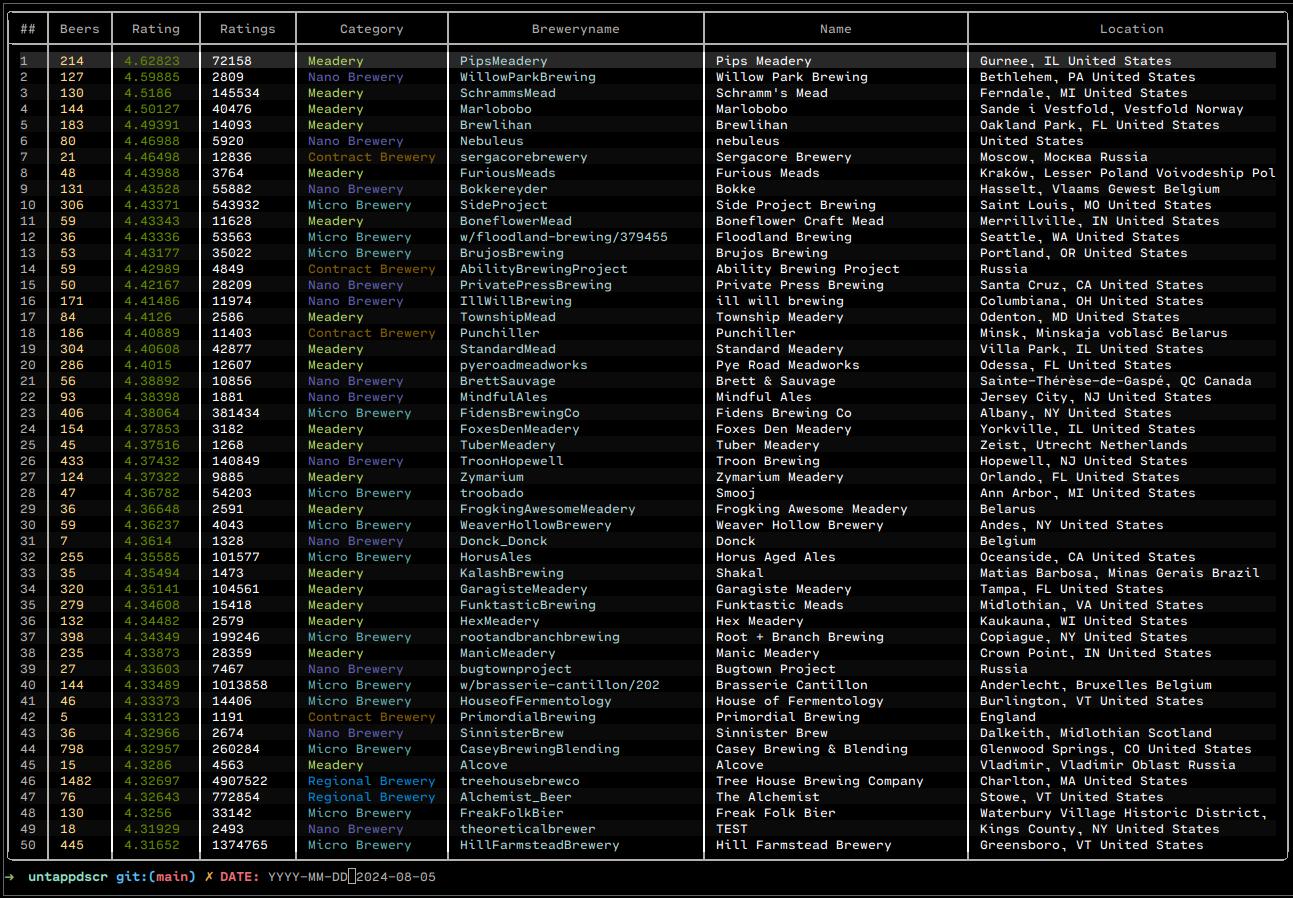 ## Beers Rating Ratings Category Breweryname Name Location
1 214 4.62823 72158 Meadery PipsMeadery Pips Meadery Gurnee, IL United States
2 127 4.59885 2809 Nano Brewery WillowParkBrewing Willow Park Brewing Bethlehem, PA United States
3 130 4.5186 145534 Meadery SchrammsMead Schramm's Mead Ferndale, MI United States
4 144 4.50127 40476 Meadery Marlobobo Marlobobo Sande i Vestfold, Vestfold Norway
5 183 4.49391 14093 Meadery Brewlihan Brewlihan Oakland Park, FL United States
6 80 4.46988 5920 Nano Brewery Nebuleus nebuleus United States
7 21 4.46498 12836 Contract Brewery sergacorebrewery Sergacore Brewery Moscow, Москва Russia
8 48 4.43988 3764 Meadery FuriousMeads Furious Meads Kraków, Lesser Poland Voivodeship Pol
9 131 4.43528 55882 Nano Brewery Bokkereyder Bokke Hasselt, Vlaams Gewest Belgium
10 306 4.43371 543932 Micro Brewery SideProject Side Project Brewing Saint Louis, MO United States
11 59 4.43343 11628 Meadery BoneflowerMead Boneflower Craft Mead Merrillville, IN United States
12 36 4.43336 53563 Micro Brewery w/floodland-brewing/379455 Floodland Brewing Seattle, WA United States
13 53 4.43177 35022 Micro Brewery BrujosBrewing Brujos Brewing Portland, OR United States
14 59 4.42989 4849 Contract Brewery AbilityBrewingProject Ability Brewing Project Russia
15 50 4.42167 28209 Nano Brewery PrivatePressBrewing Private Press Brewing Santa Cruz, CA United States
16 171 4.41486 11974 Nano Brewery IllWillBrewing ill will brewing Columbiana, OH United States
17 84 4.4126 2586 Meadery TownshipMead Township Meadery Odenton, MD United States
18 186 4.40889 11403 Contract Brewery Punchiller Punchiller Minsk, Minskaja voblasć Belarus
19 304 4.40608 42877 Meadery StandardMead Standard Meadery Villa Park, IL United States
20 286 4.4015 12607 Meadery pyeroadmeadworks Pye Road Meadworks Odessa, FL United States
21 56 4.38892 10856 Nano Brewery BrettSauvage Brett & Sauvage Sainte-Thérèse-de-Gaspé, QC Canada
22 93 4.38398 1881 Nano Brewery MindfulAles Mindful Ales Jersey City, NJ United States
23 406 4.38064 381434 Micro Brewery FidensBrewingCo Fidens Brewing Co Albany, NY United States
24 154 4.37853 3182 Meadery FoxesDenMeadery Foxes Den Meadery Yorkville, IL United States
25 45 4.37516 1268 Meadery TuberMeadery Tuber Meadery Zeist, Utrecht Netherlands
26 433 4.37432 140849 Nano Brewery TroonHopewell Troon Brewing Hopewell, NJ United States
27 124 4.37322 9885 Meadery Zymarium Zymarium Meadery Orlando, FL United States
28 47 4.36782 54203 Micro Brewery troobado Smooj Ann Arbor, MI United States
29 36 4.36648 2591 Meadery FrogkingAwesomeMeadery Frogking Awesome Meadery Belarus
30 59 4.36237 4043 Micro Brewery WeaverHollowBrewery Weaver Hollow Brewery Andes, NY United States
31 7 4.3614 1328 Nano Brewery Donck_Donck Donck Belgium
32 255 4.35585 101577 Micro Brewery HorusAles Horus Aged Ales Oceanside, CA United States
33 35 4.35494 1473 Meadery KalashBrewing Shakal Matias Barbosa, Minas Gerais Brazil
34 320 4.35141 104561 Meadery GaragisteMeadery Garagiste Meadery Tampa, FL United States
35 279 4.34608 15418 Meadery FunktasticBrewing Funktastic Meads Midlothian, VA United States
36 132 4.34482 2579 Meadery HexMeadery Hex Meadery Kaukauna, WI United States
37 398 4.34349 199246 Micro Brewery rootandbranchbrewing Root + Branch Brewing Copiague, NY United States
38 235 4.33873 28359 Meadery ManicMeadery Manic Meadery Crown Point, IN United States
39 27 4.33603 7467 Nano Brewery bugtownproject Bugtown Project Russia
40 144 4.33489 1013858 Micro Brewery w/brasserie-cantillon/202 Brasserie Cantillon Anderlecht, Bruxelles Belgium
41 46 4.33373 14406 Micro Brewery HouseofFermentology House of Fermentology Burlington, VT United States
42 5 4.33123 1191 Contract Brewery PrimordialBrewing Primordial Brewing England
43 36 4.32966 2674 Nano Brewery SinnisterBrew Sinnister Brew Dalkeith, Midlothian Scotland
44 798 4.32957 260284 Micro Brewery CaseyBrewingBlending Casey Brewing & Blending Glenwood Springs, CO United States
45 15 4.3286 4563 Meadery Alcove Alcove Vladimir, Vladimir Oblast Russia
46 1482 4.32697 4907522 Regional Brewery treehousebrewco Tree House Brewing Company Charlton, MA United States
47 76 4.32643 772854 Regional Brewery Alchemist_Beer The Alchemist Stowe, VT United States
48 130 4.3256 33142 Micro Brewery FreakFolkBier Freak Folk Bier Waterbury Village Historic District,
49 18 4.31929 2493 Nano Brewery theoreticalbrewer TEST Kings County, NY United States
50 445 4.31652 1374765 Micro Brewery HillFarmsteadBrewery Hill Farmstead Brewery Greensboro, VT United States
➜ untappdscr git:(main) ✗ DATE: YYYY-MM-DD 2024-08-05